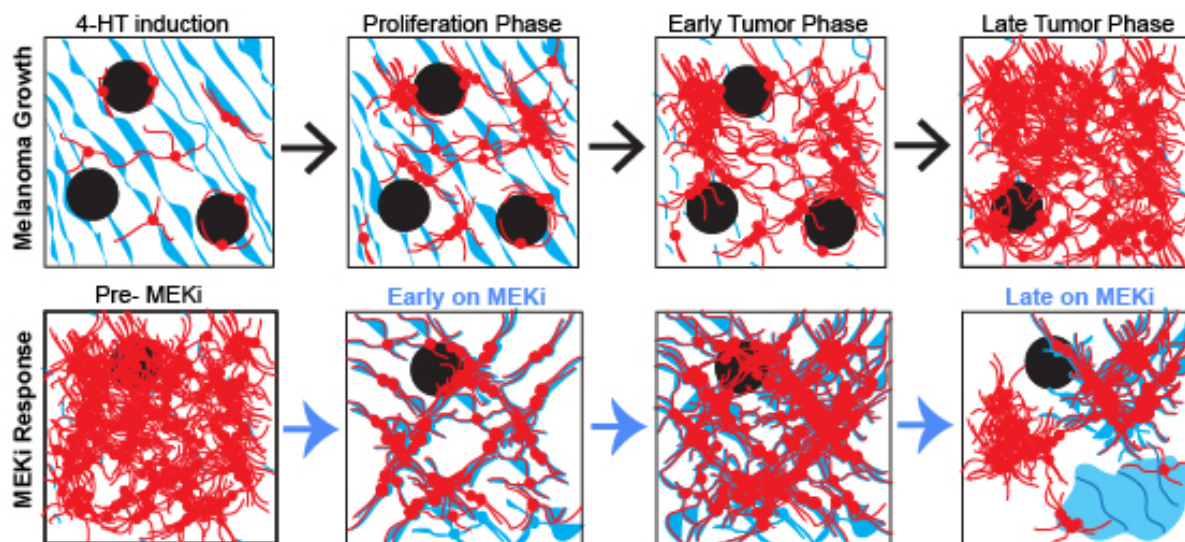 4-HT induction
Proliferation Phase
Early Tumor Phase
Late Tumor Phase
Melanoma Growth
Pre- MEKi
Early on MEKi
Late on MEKi
MEKi Response